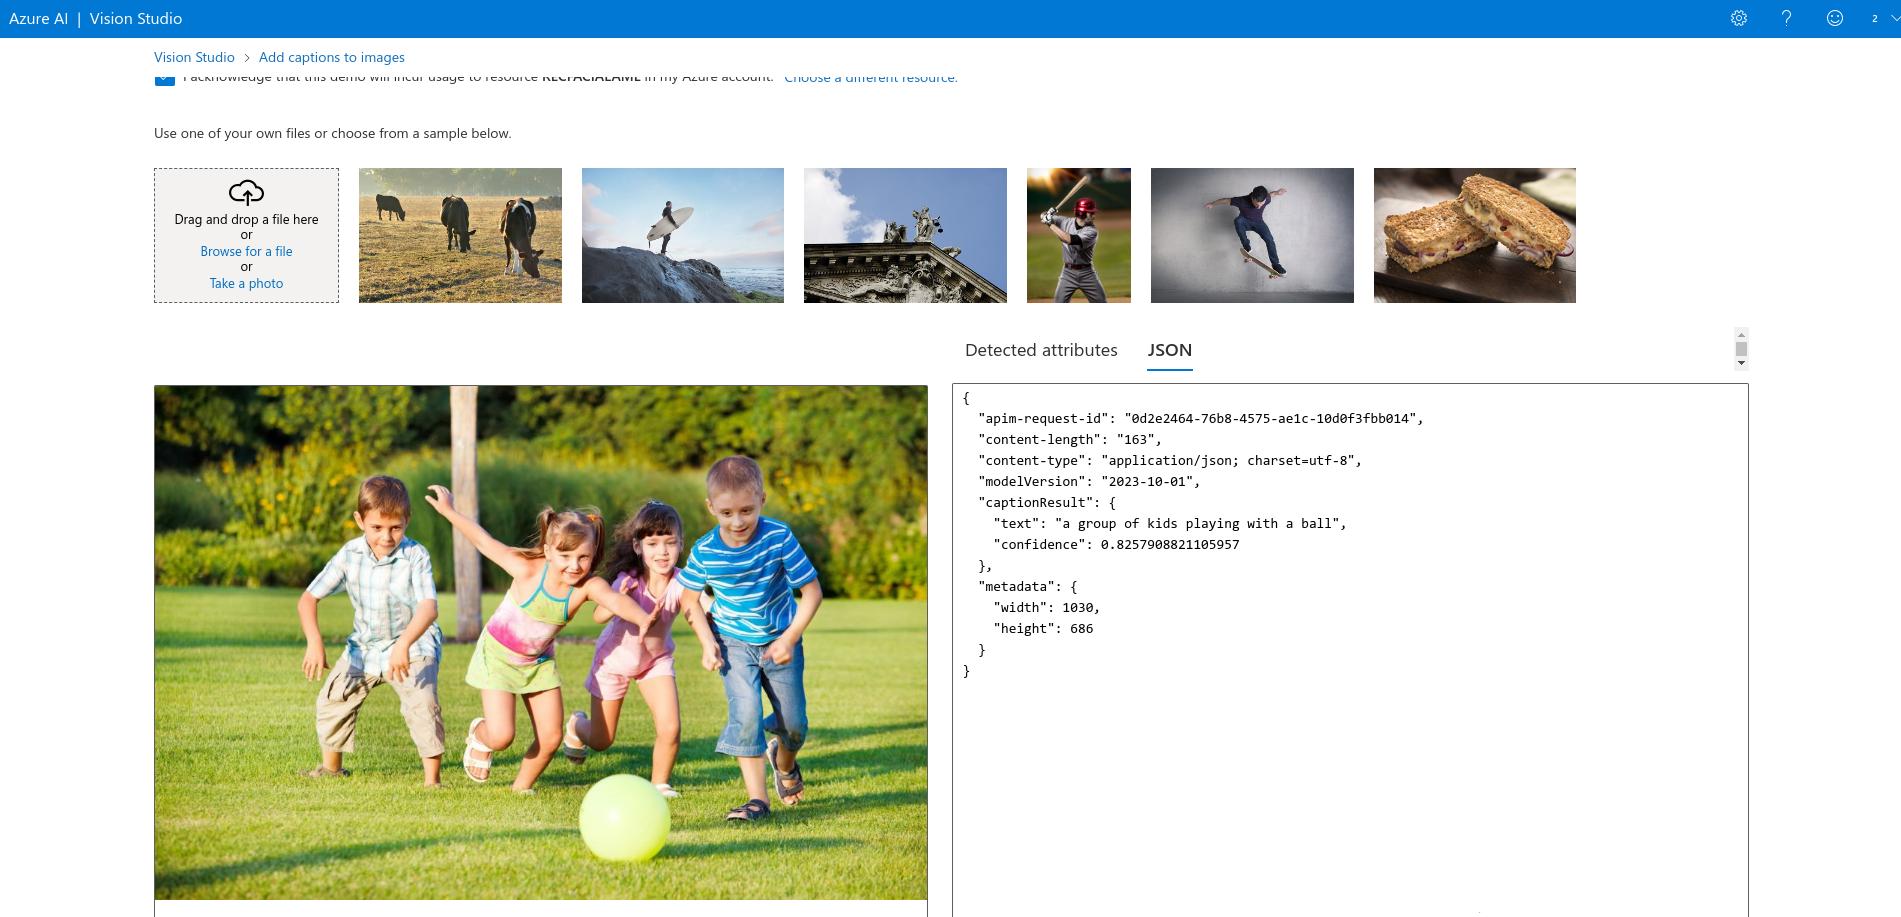 Azure AI | Vision Studio
2
Vision Studio > Add captions to images
I acknowledge that this demo will incur usage to resource RECFACIALAME in my Azure account. Choose a different resource.
Use one of your own files or choose from a sample below.
Drag and drop a file here
or
Browse for a file
or
Take a photo
Detected attributes JSON
{
"apim-request-id": "0d2e2464-76b8-4575-ae1c-10d0f3fbb014",
"content-length": "163",
"content-type": "application/json; charset=utf-8",
"modelVersion": "2023-10-01",
"captionResult": {
"text": "a group of kids playing with a ball",
"confidence": 0.8257908821105957
},
"metadata": {
"width": 1030,
"height": 686
}
}